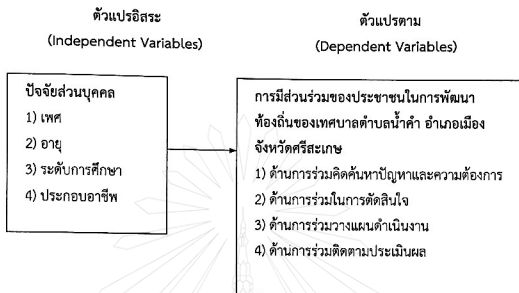 ตัวแปรอิสระ
(Independent Variables)
ตัวแปรตาม
(Dependent Variables)
ปัจจัยส่วนบุคคล
1) เพศ
2) อายุ
3) ระดับการศึกษา
4) ประกอบอาชีพ
การมีส่วนร่วมของประชาชนในการพัฒนา
ท้องถิ่นของเทศบาลตำบลน้ำคำ อำเภอเมือง
จังหวัดศรีสะเกษ
1) ด้านการร่วมคิดค้นหาปัญหาและความต้องการ
2) ด้านการร่วมในการตัดสินใจ
3) ด้านการร่วมวางแผนดำเนินงาน
4) ด้านการร่วมติดตามประเมินผล